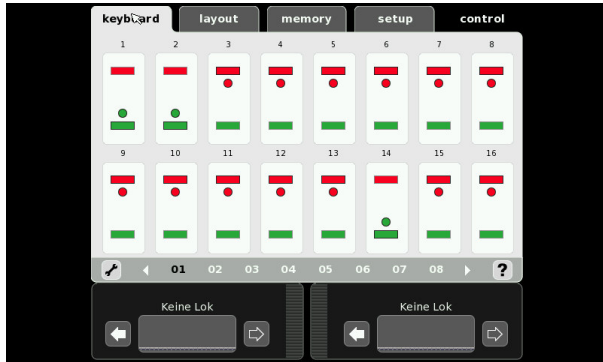 keyboard layout memory setup control
1 2 3 4 5 6 7 8
9 10 11 12 13 14 15 16
01 02 03 04 05 06 07 08 ?
Keine Lok Keine Lok